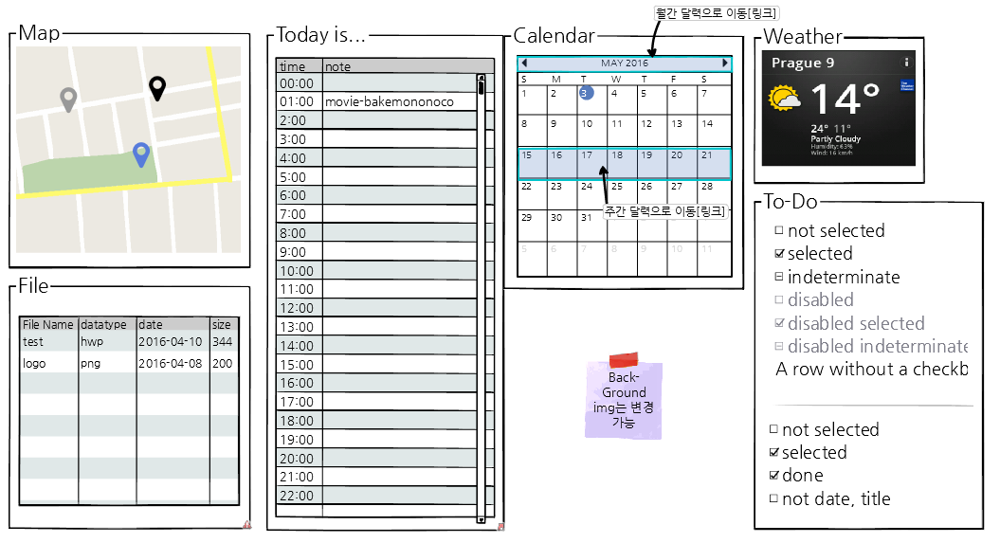 월간 달력으로 이동[링크]
Map
Today is...
time note
00:00
01:00 movie-bakemononoco
2:00
3:00
4:00
5:00
6:00
7:00
8:00
9:00
10:00
11:00
12:00
13:00
14:00
15:00
16:00
17:00
18:00
19:00
20:00
21:00
22:00
Calendar
MAY 2016
S M T W T F S
1 2 3 4 5 6 7
8 9 10 11 12 13 14
15 16 17 18 19 20 21
22 23 24 25 26 27 28
주간 달력으로 이동[링크]
29 30 31
5 6 7 8 9 10 11
Weather
Prague 9
i
14°
24° 11°
Partly Cloudy
Humidity: 63%
Wind: 16 km/h
File
File Name datatype date size
test hwp 2016-04-10 344
logo png 2016-04-08 200
Back-
Ground
img는 변경
가능
To-Do
not selected
selected
indeterminate
disabled
disabled selected
disabled indeterminate
A row without a checkb
not selected
selected
done
not date, title